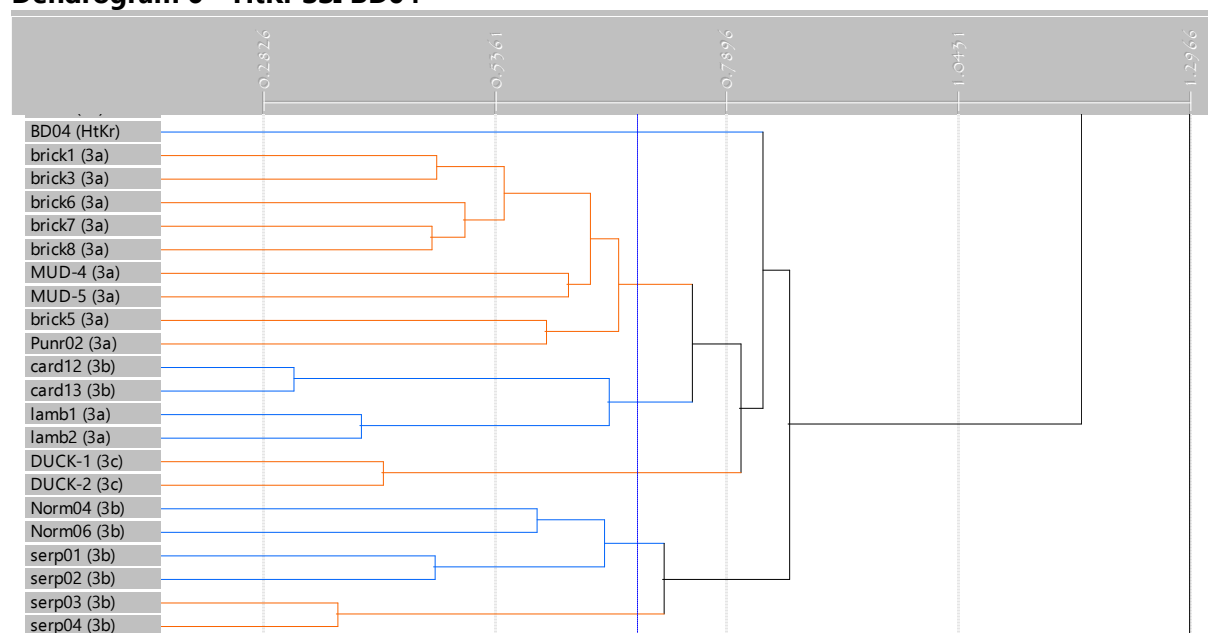 0.2826 0.5361 0.7896 1.0431 1.2966
BD04 (HtKr)
brick1 (3a)
brick3 (3a)
brick6 (3a)
brick7 (3a)
brick8 (3a)
MUD-4 (3a)
MUD-5 (3a)
brick5 (3a)
Punr02 (3a)
card12 (3b)
card13 (3b)
lamb1 (3a)
lamb2 (3a)
DUCK-1 (3c)
DUCK-2 (3c)
Norm04 (3b)
Norm06 (3b)
serp01 (3b)
serp02 (3b)
serp03 (3b)
serp04 (3b)